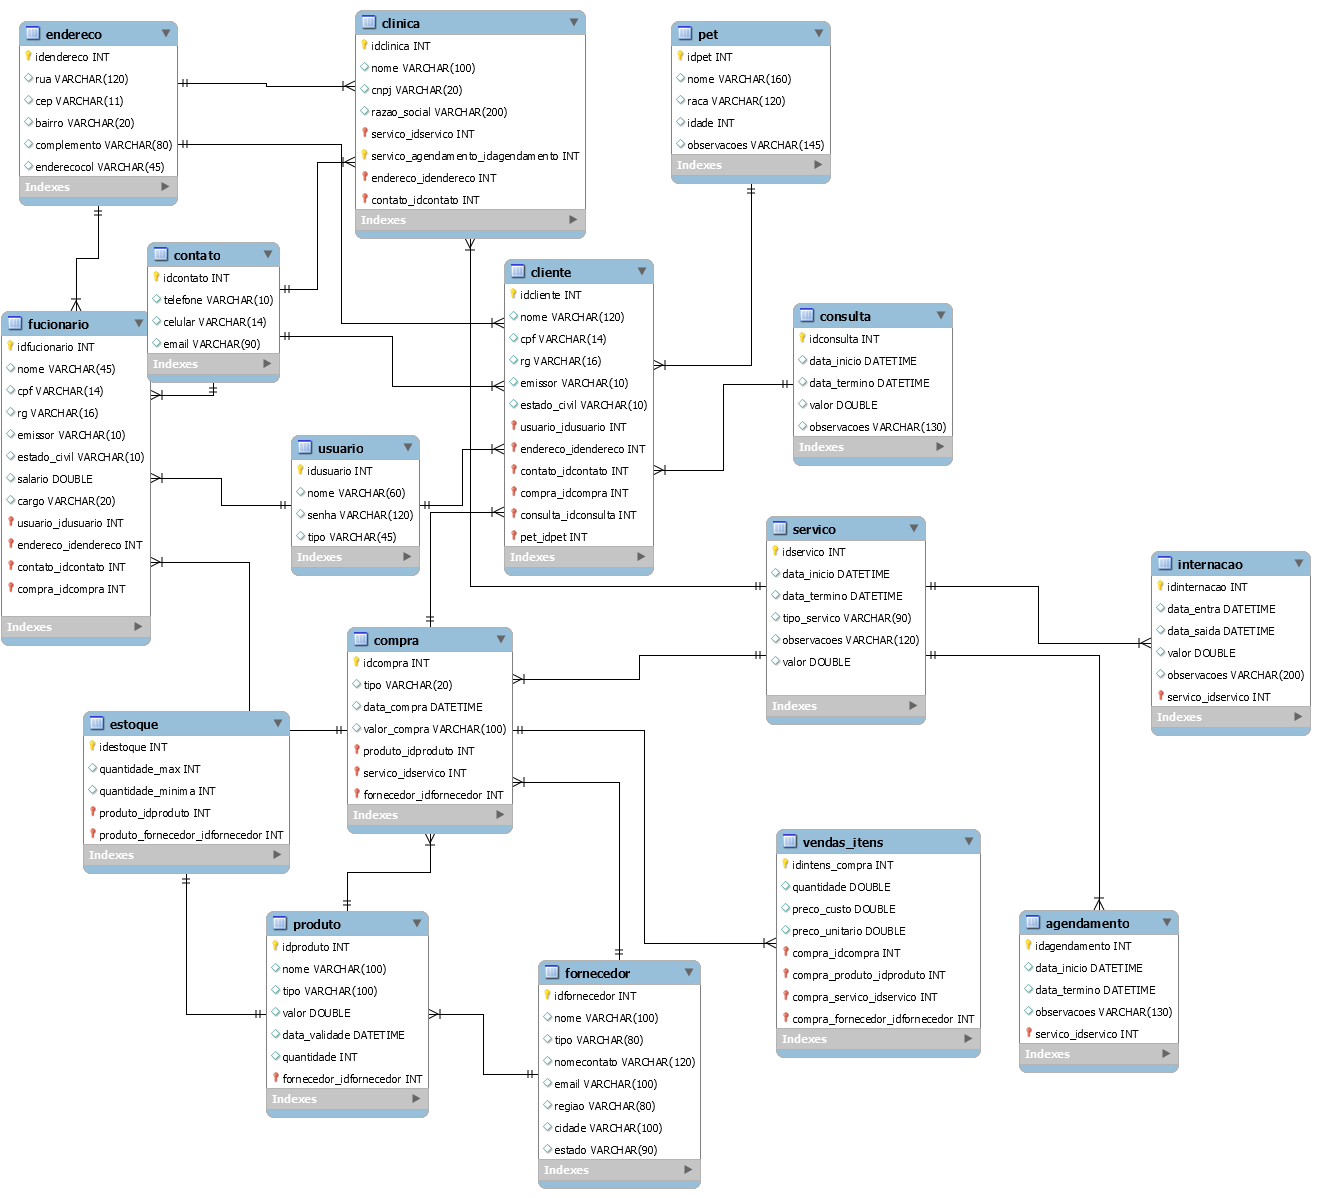 endereco
idendereco INT
rua VARCHAR(120)
cep VARCHAR(11)
bairro VARCHAR(20)
complemento VARCHAR(80)
enderecocol VARCHAR(45)
Indexes
clinica
idclinica INT
nome VARCHAR(100)
cnpj VARCHAR(20)
razao_social VARCHAR(200)
servico_idservico INT
servico_agendamento_idagendamento INT
endereco_idendereco INT
contato_idcontato INT
Indexes
pet
idpet INT
nome VARCHAR(160)
raca VARCHAR(120)
idade INT
observacoes VARCHAR(145)
Indexes
contato
idcontato INT
telefone VARCHAR(10)
celular VARCHAR(14)
email VARCHAR(90)
Indexes
cliente
idcliente INT
nome VARCHAR(120)
cpf VARCHAR(14)
rg VARCHAR(16)
emissor VARCHAR(10)
estado_civil VARCHAR(10)
usuario_idusuario INT
endereco_idendereco INT
contato_idcontato INT
compra_idcompra INT
consulta_idconsulta INT
pet_idpet INT
Indexes
consulta
idconsulta INT
data_inicio DATETIME
data_termino DATETIME
valor DOUBLE
observacoes VARCHAR(130)
Indexes
fucionario
idfucionario INT
nome VARCHAR(45)
cpf VARCHAR(14)
rg VARCHAR(16)
emissor VARCHAR(10)
estado_civil VARCHAR(10)
salario DOUBLE
cargo VARCHAR(20)
usuario_idusuario INT
endereco_idendereco INT
contato_idcontato INT
compra_idcompra INT
Indexes
usuario
idusuario INT
nome VARCHAR(60)
senha VARCHAR(120)
tipo VARCHAR(45)
Indexes
servico
idservico INT
data_inicio DATETIME
data_termino DATETIME
tipo_servico VARCHAR(90)
observacoes VARCHAR(120)
valor DOUBLE
Indexes
internacao
idinternacao INT
data_entra DATETIME
data_saida DATETIME
valor DOUBLE
observacoes VARCHAR(200)
servico_idservico INT
Indexes
compra
idcompra INT
tipo VARCHAR(20)
data_compra DATETIME
valor_compra VARCHAR(100)
produto_idproduto INT
servico_idservico INT
fornecedor_idfornecedor INT
Indexes
estoque
idestoque INT
quantidade_max INT
quantidade_minima INT
produto_idproduto INT
produto_fornecedor_idfornecedor INT
Indexes
vendas_itens
idintens_compra INT
quantidade DOUBLE
preco_custo DOUBLE
preco_unitario DOUBLE
compra_idcompra INT
compra_produto_idproduto INT
compra_servico_idservico INT
compra_fornecedor_idfornecedor INT
Indexes
produto
idproduto INT
nome VARCHAR(100)
tipo VARCHAR(100)
valor DOUBLE
data_validade DATETIME
quantidade INT
fornecedor_idfornecedor INT
Indexes
fornecedor
idfornecedor INT
nome VARCHAR(100)
tipo VARCHAR(80)
nomecontato VARCHAR(120)
email VARCHAR(100)
regiao VARCHAR(80)
cidade VARCHAR(100)
estado VARCHAR(90)
Indexes
agendamento
idagendamento INT
data_inicio DATETIME
data_termino DATETIME
observacoes VARCHAR(130)
servico_idservico INT
Indexes